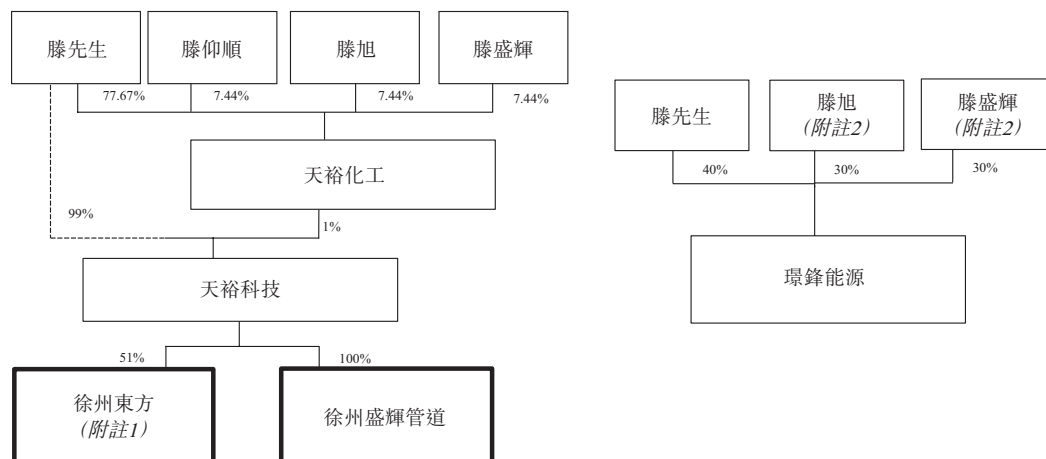 滕先生
滕仰順
滕旭
滕盛輝
77.67%
7.44%
7.44%
7.44%
天裕化工
99%
1%
天裕科技
51%
100%
徐州東方
(附註1)
徐州盛輝管道
滕先生
滕旭
(附註2)
滕盛輝
(附註2)
40%
30%
30%
環鋒能源